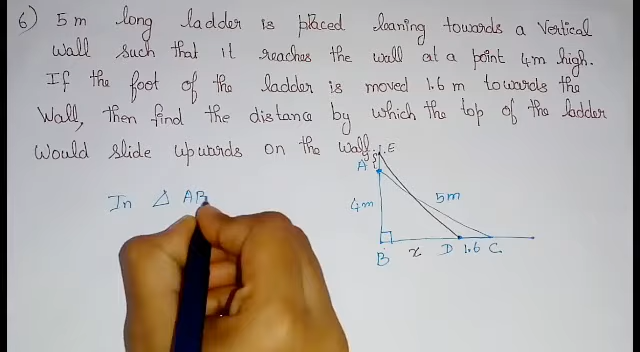 6) 5 m long ladder is placed leaning towards a vertical
wall such that it reaches the wall at a point 4m high.
If the foot of the ladder is moved 1.6 m towards the
wall, then find the distance by which the top of the ladder
would slide upwards on the wall.
E
A
In △ AB
4m
5m
B
x
D
1.6
C